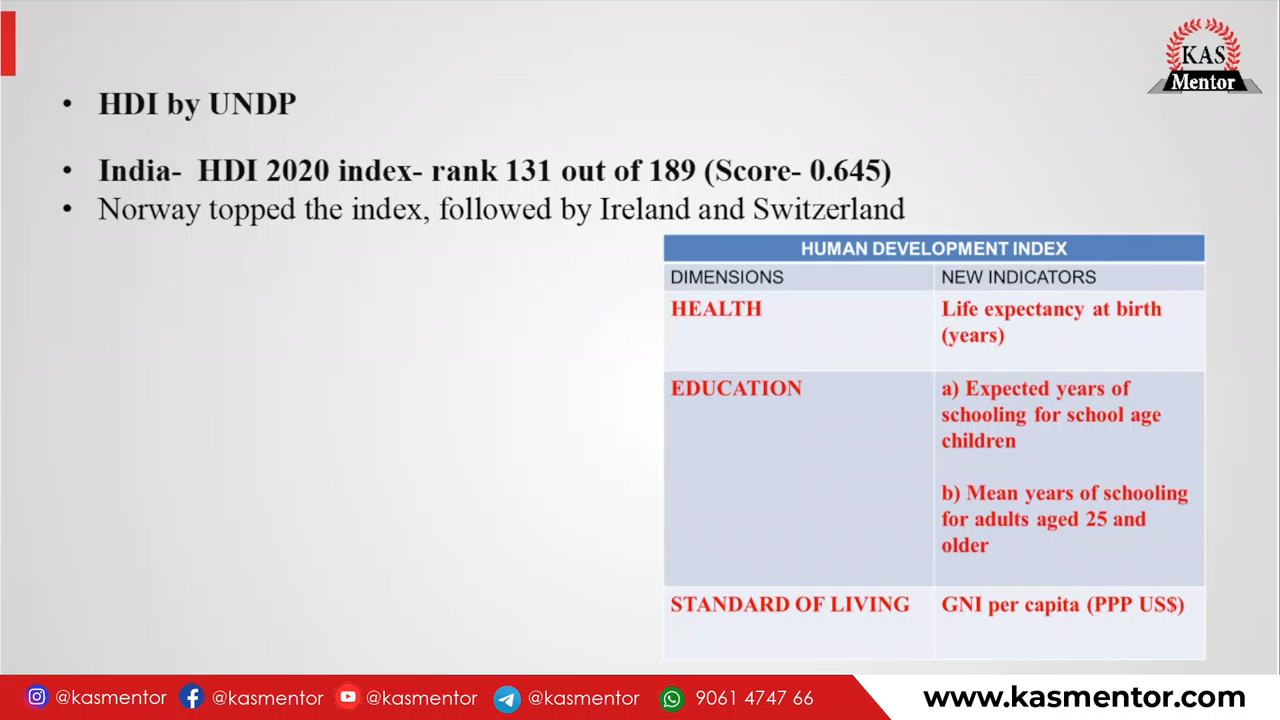 KAS
Mentor
• HDI by UNDP
• India- HDI 2020 index- rank 131 out of 189 (Score- 0.645)
• Norway topped the index, followed by Ireland and Switzerland
HUMAN DEVELOPMENT INDEX
DIMENSIONS NEW INDICATORS
HEALTH Life expectancy at birth
(years)
EDUCATION a) Expected years of
schooling for school age
children
b) Mean years of schooling
for adults aged 25 and
older
STANDARD OF LIVING GNI per capita (PPP US$)
@kasmentor @kasmentor @kasmentor @kasmentor 9061 4747 66 www.kasmentor.com